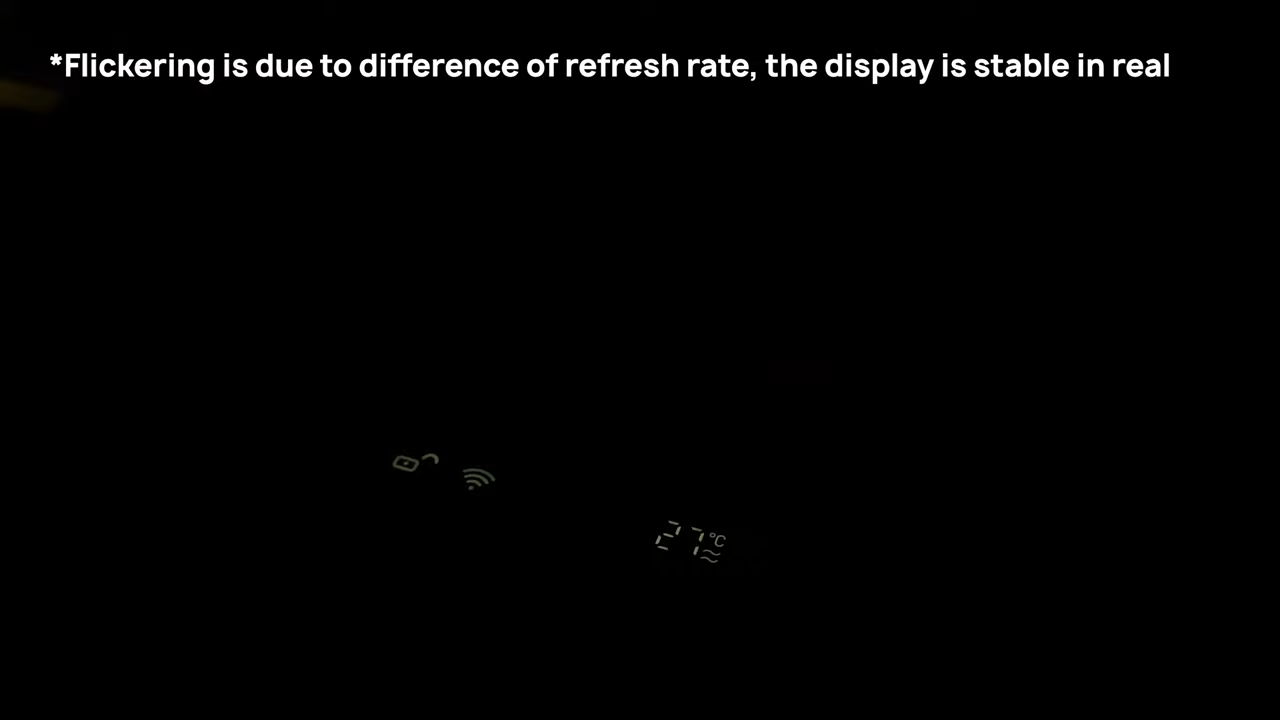 *Flickering is due to difference of refresh rate, the display is stable in real
27°C